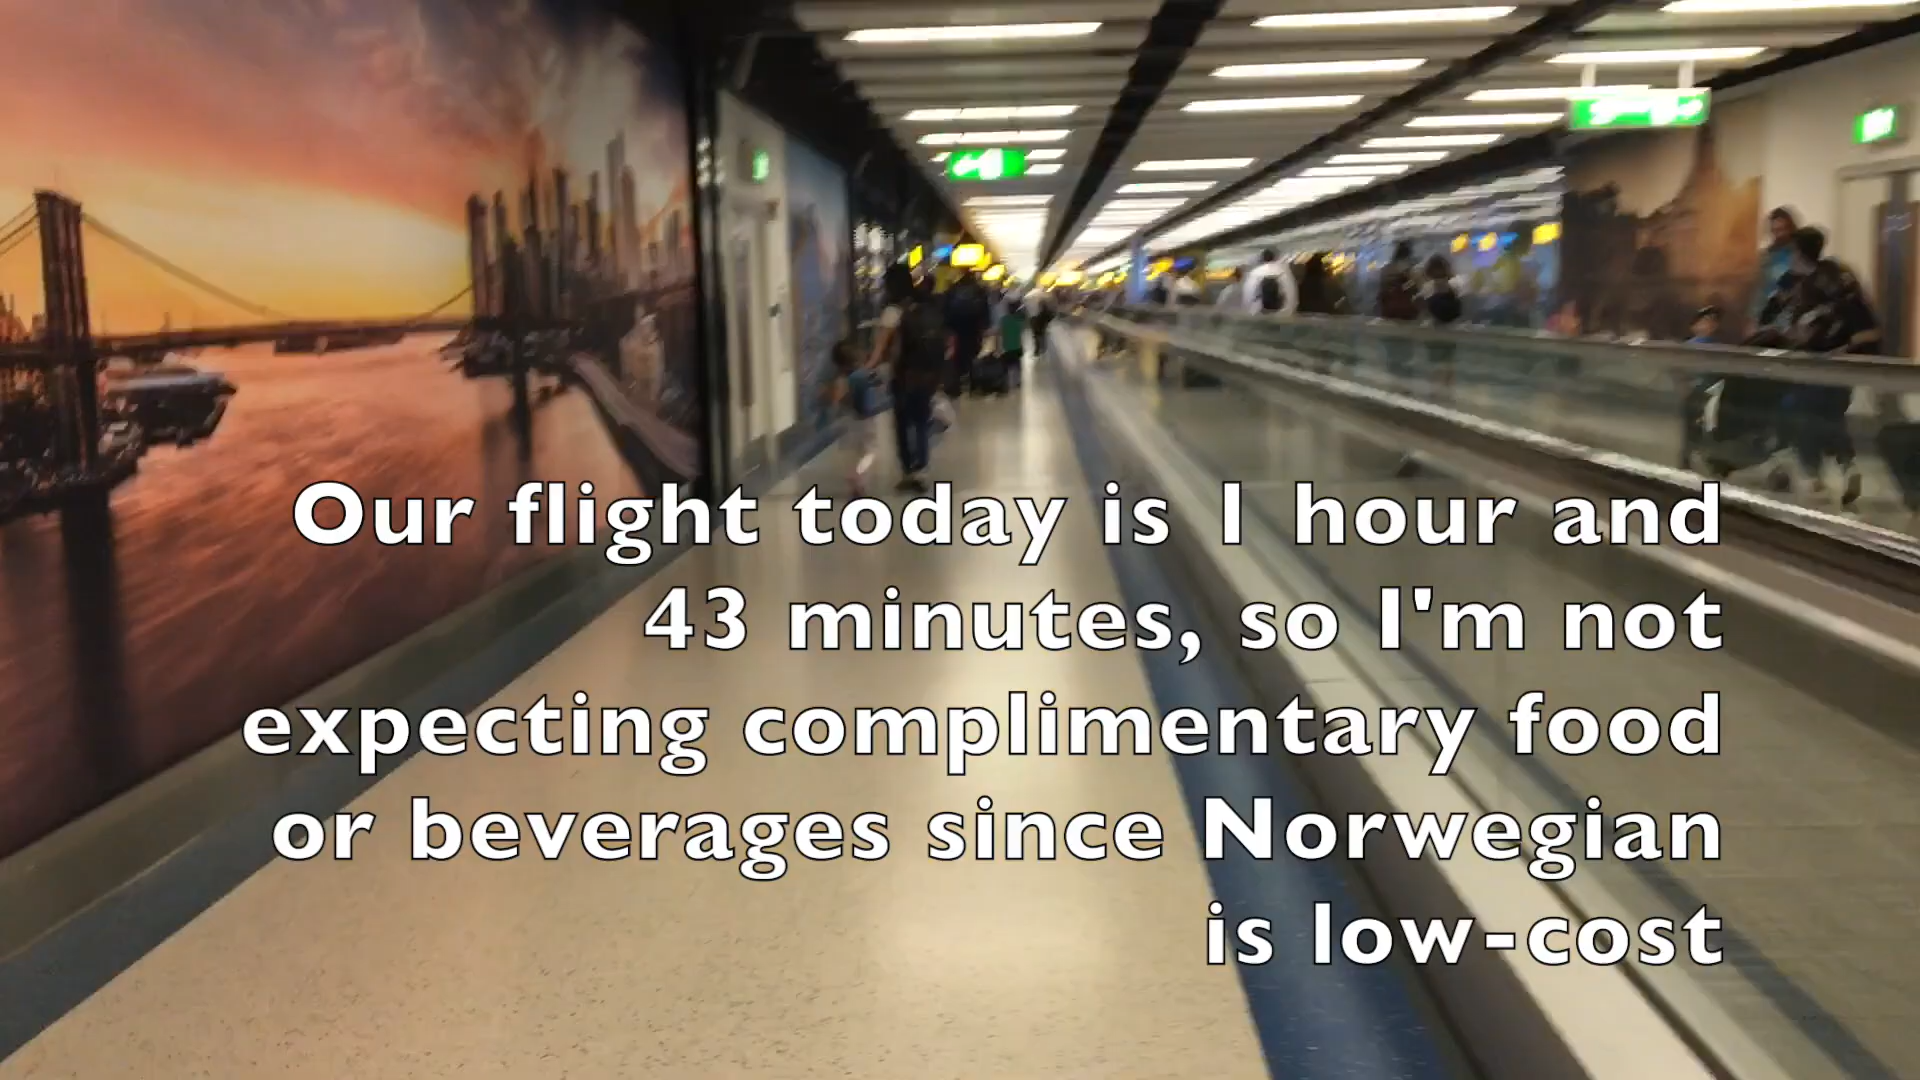 Our flight today is 1 hour and
43 minutes, so I'm not
expecting complimentary food
or beverages since Norwegian
is low-cost